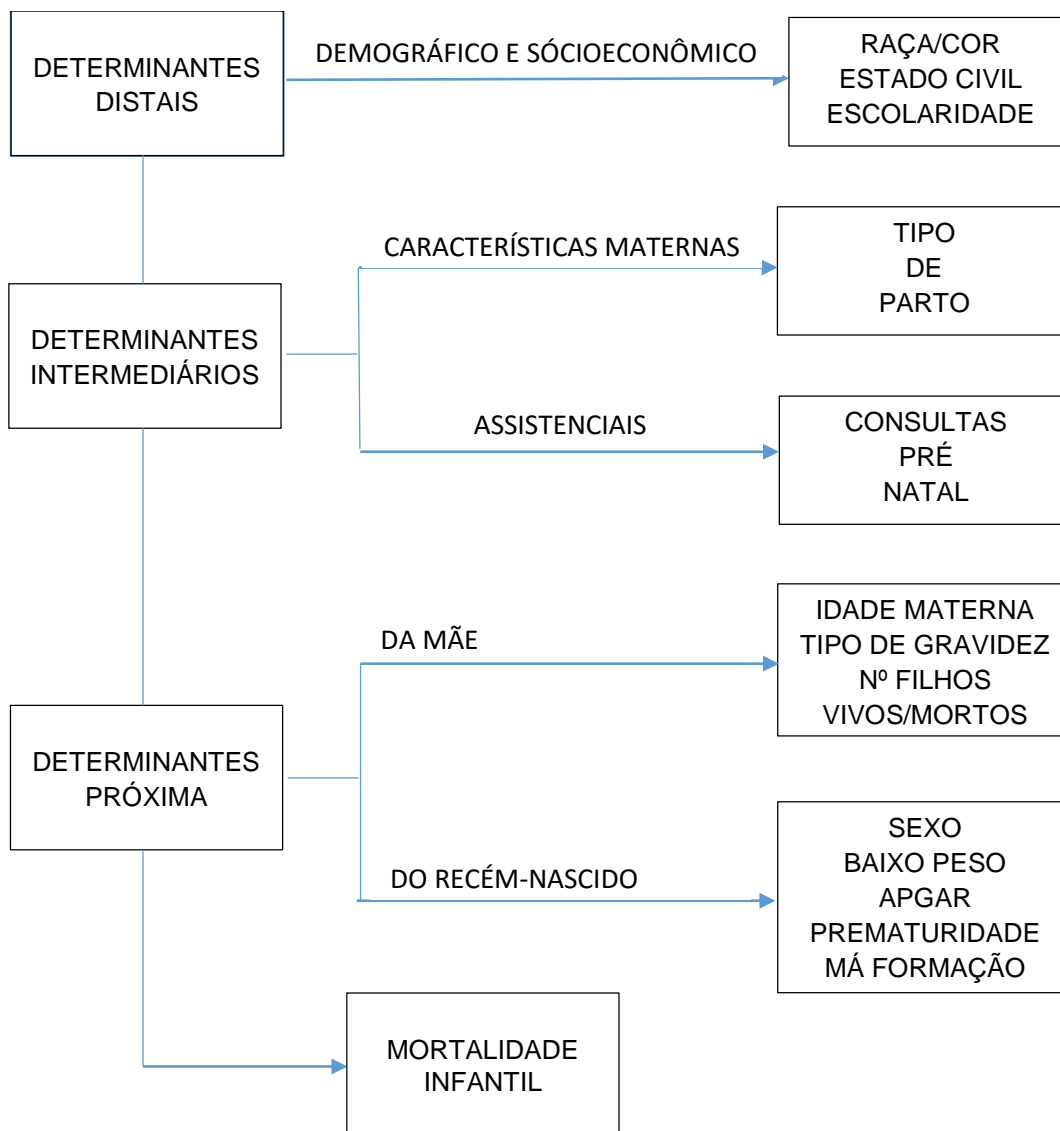 DETERMINANTES
DISTAIS
DEMOGRÁFICO E SÓCIOECONÔMICO
RAÇA/COR
ESTADO CIVIL
ESCOLARIDADE
DETERMINANTES
INTERMEDIÁRIOS
CARACTERÍSTICAS MATERNAS
TIPO
DE
PARTO
ASSISTENCIAIS
CONSULTAS
PRÉ
NATAL
DETERMINANTES
PRÓXIMA
DA MÃE
IDADE MATERNA
TIPO DE GRAVIDEZ
Nº FILHOS
VIVOS/MORTOS
DO RECÉM-NASCIDO
SEXO
BAIXO PESO
APGAR
PREMATURIDADE
MÁ FORMAÇÃO
MORTALIDADE
INFANTIL